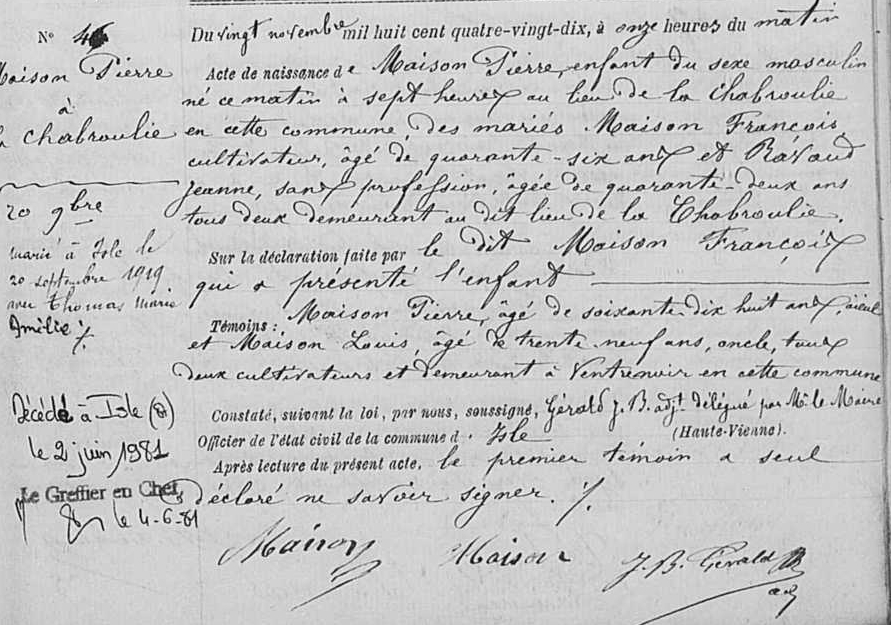 N° 46
Maison Pierre
à
la Chabroulie
20 9bre
marié à Isle le
20 septembre 1919
avec Thomas Marie
Amélie ./.
Décédé à Isle (87)
le 2 juin 1981
Le Greffier en Chef,
le 4-6-81
Du vingt novembre mil huit cent quatre-vingt-dix, à onze heures du matin
Acte de naissance de Maison Pierre, enfant du sexe masculin
né ce matin à sept heures au lieu de la Chabroulie
en cette commune, des mariés Maison François,
cultivateur, âgé de quarante-six ans et Ravaud
Jeanne, sans profession, âgée de quarante-deux ans
tous deux demeurant au dit lieu de la Chabroulie.
Sur la déclaration faite par le dit Maison François
qui a présenté l'enfant
Témoins : Maison Pierre, âgé de soixante-dix huit ans, aïeul
et Maison Louis, âgé de trente-neuf ans, oncle, tous
deux cultivateurs et demeurant à Ventrenoir en cette commune
Constaté, suivant la loi, par nous, soussigné, Gérald J. B. adjt délégué par Mr le Maire
Officier de l'état civil de la commune d. Isle (Haute-Vienne).
Après lecture du présent acte, le premier témoin a seul
déclaré ne savoir signer. ./.
Maison Maison J. B. Gérald
adj